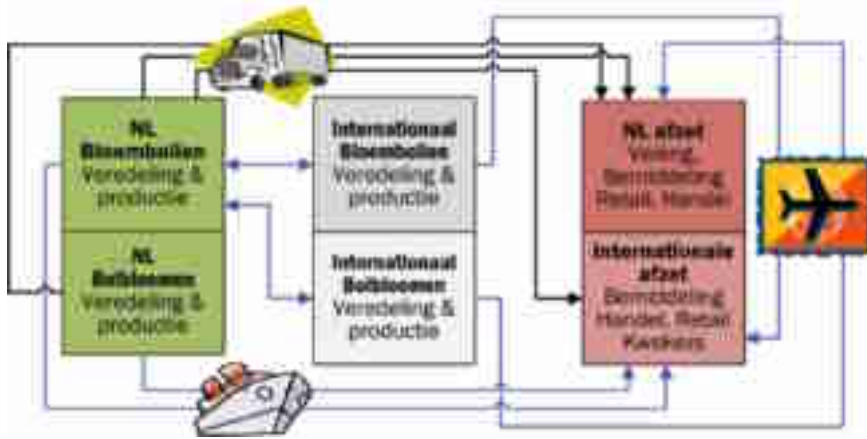 NL
Bloembollen
Veredeling &
productie
NL
Bolbloemen
Veredeling &
productie
Internationaal
Bloembollen
Veredeling &
productie
Internationaal
Bolbloemen
Veredeling &
productie
NL afzet
Veiling,
Bemiddeling
Retail, Handel
Internationale
afzet
Bemiddeling
Handel, Retail
Kwekers